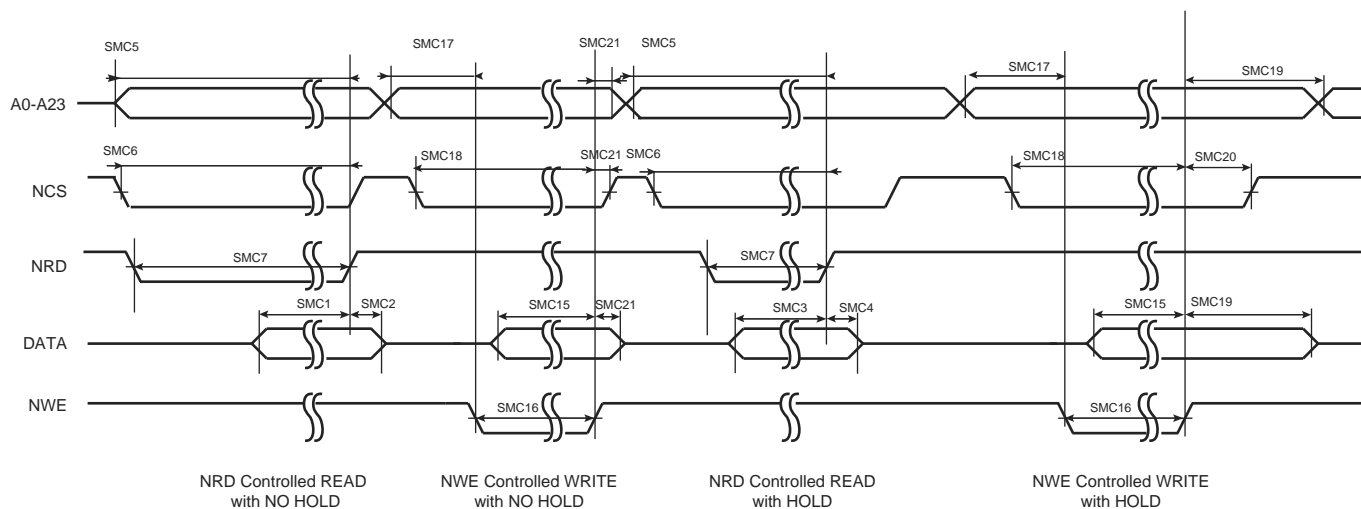 SMC5 SMC17 SMC21 SMC5 SMC17 SMC19
A0-A23
SMC6 SMC18 SMC21 SMC6 SMC18 SMC20
NCS
NRD SMC7 SMC7
SMC1 SMC2 SMC15 SMC21 SMC3 SMC4 SMC15 SMC19
DATA
NWE SMC16 SMC16
NRD Controlled READ
with NO HOLD
NWE Controlled WRITE
with NO HOLD
NRD Controlled READ
with HOLD
NWE Controlled WRITE
with HOLD